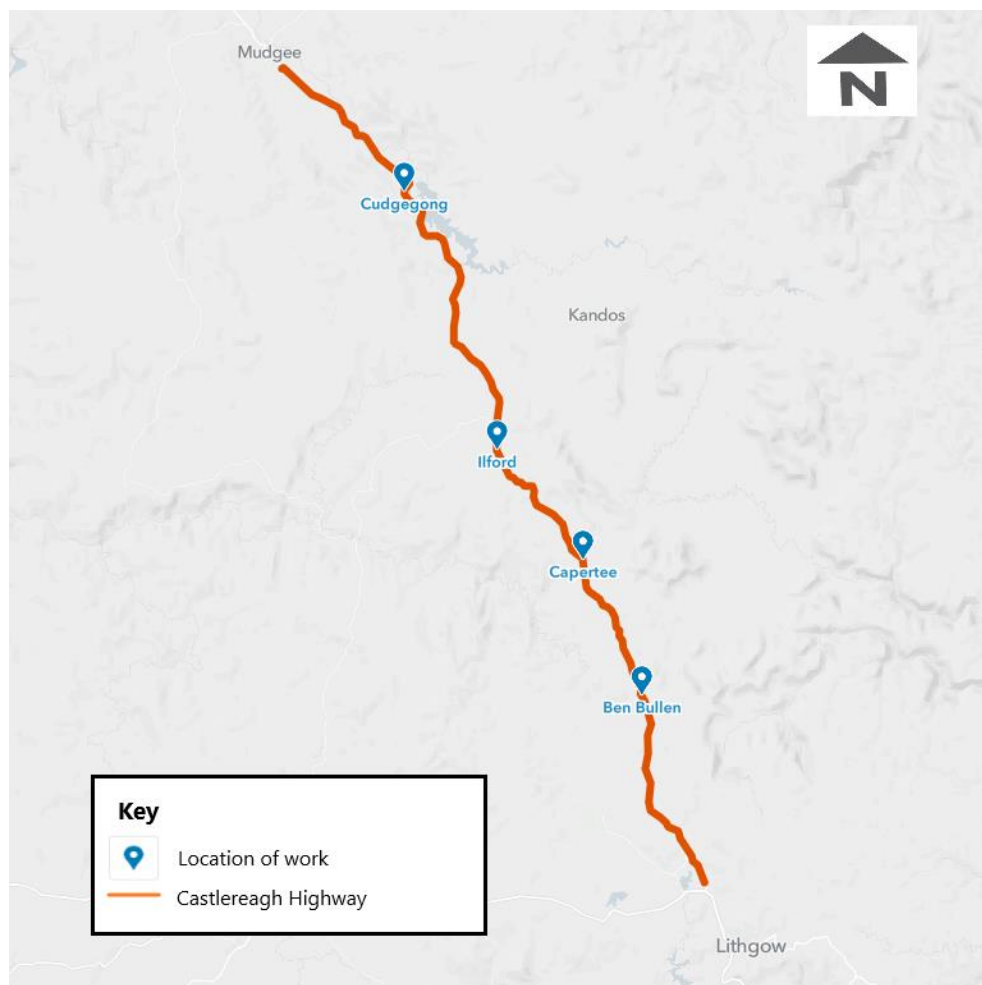 Mudgee
N
Cudgegong
Kandos
Ilford
Capertee
Ben Bullen
Key
Location of work
Castlereagh Highway
Lithgow